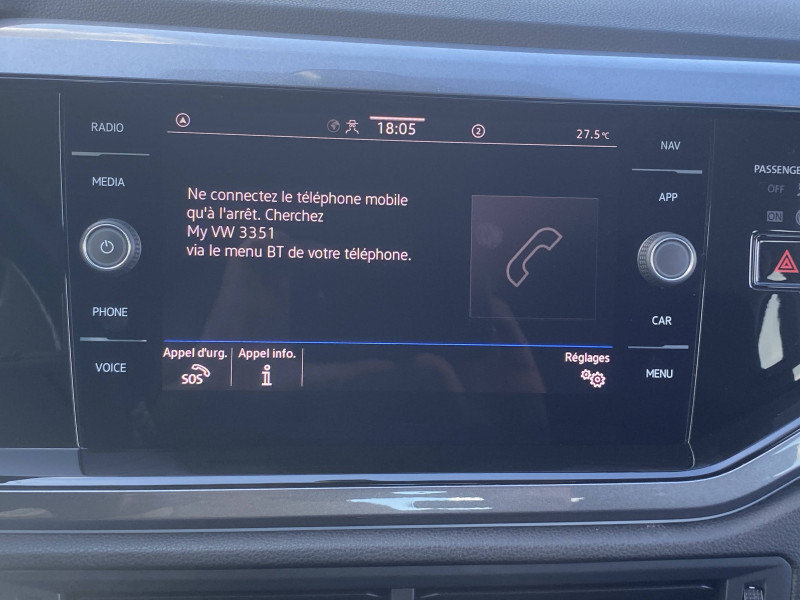 RADIO
MEDIA
PHONE
VOICE
18:05
2
27.5°C
Ne connectez le téléphone mobile
qu'à l'arrêt. Cherchez
My VW 3351
via le menu BT de votre téléphone.
Appel d'urg.
SOS
Appel info.
i
Réglages
NAV
APP
CAR
MENU
PASSENGE
OFF
ON